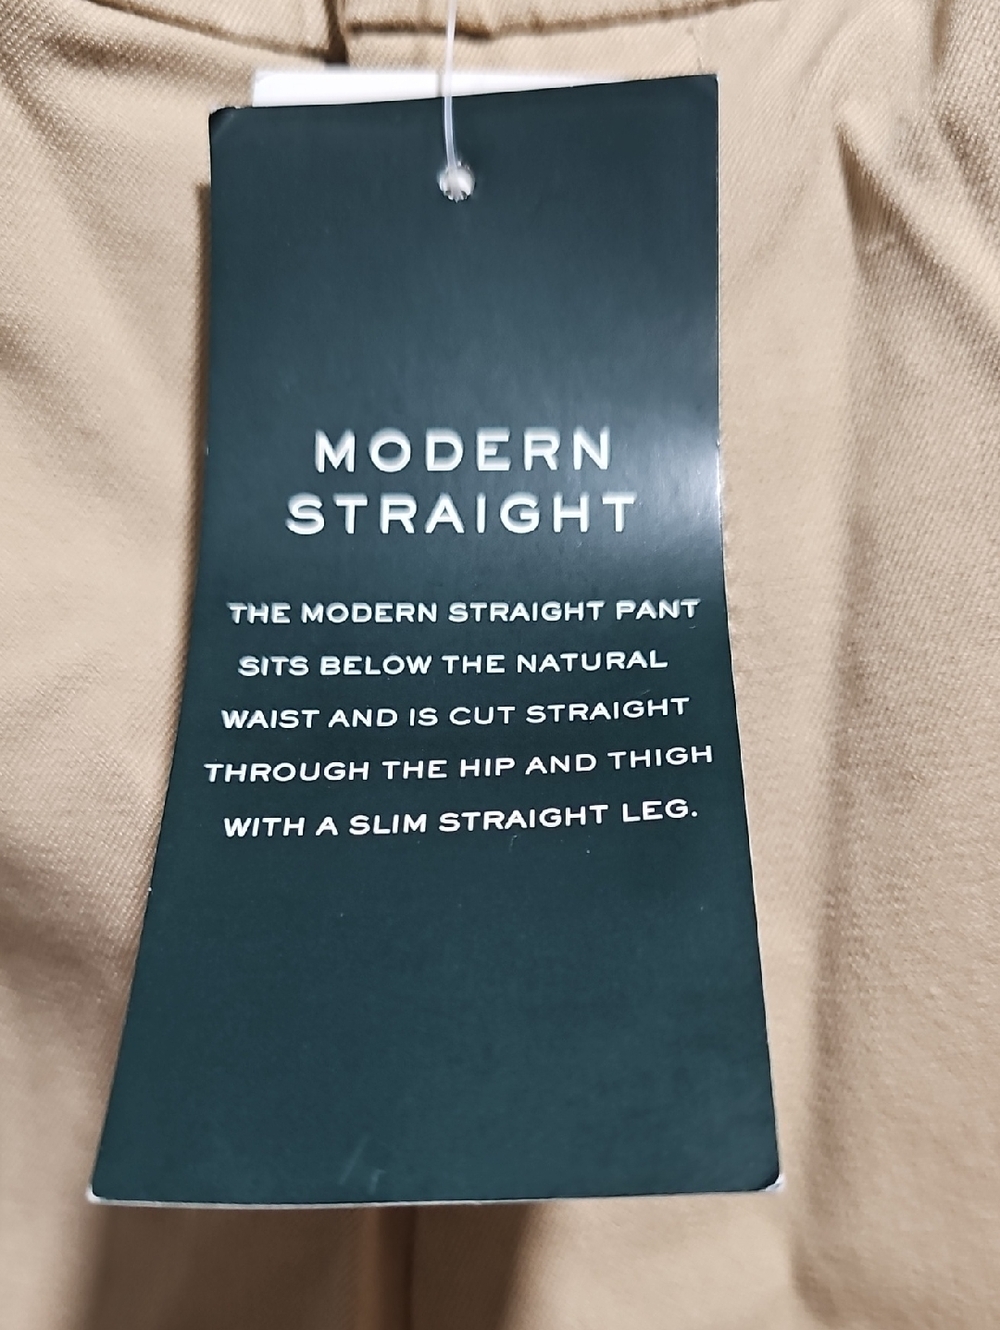 MODERN
STRAIGHT
THE MODERN STRAIGHT PANT
SITS BELOW THE NATURAL
WAIST AND IS CUT STRAIGHT
THROUGH THE HIP AND THIGH
WITH A SLIM STRAIGHT LEG.